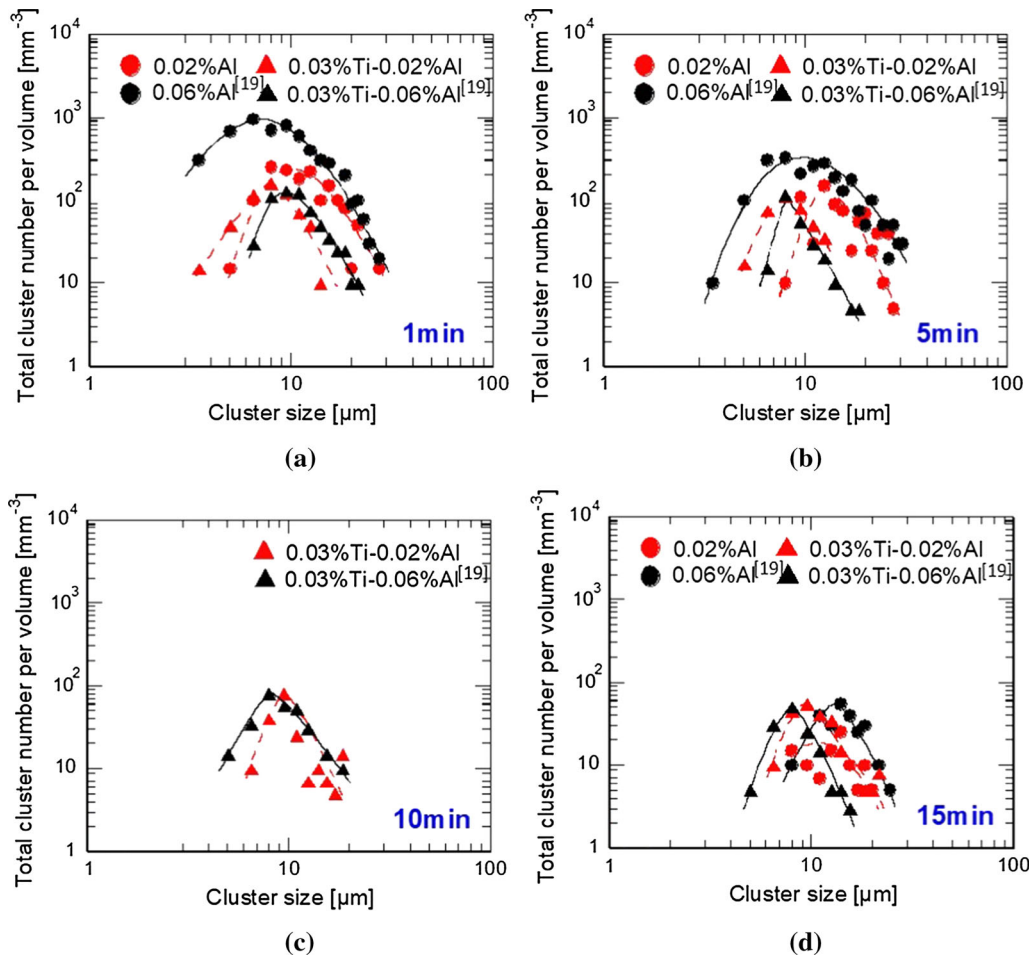 Total cluster number per volume [mm⁻³]
10⁴
10³
10²
10
1
0.02%Al
0.03%Ti-0.02%Al
0.06%Al[19]
0.03%Ti-0.06%Al[19]
1min
1
10
100
Cluster size [µm]
(a)
Total cluster number per volume [mm⁻³]
10⁴
10³
10²
10
1
0.02%Al
0.03%Ti-0.02%Al
0.06%Al[19]
0.03%Ti-0.06%Al[19]
5min
1
10
100
Cluster size [µm]
(b)
Total cluster number per volume [mm⁻³]
10⁴
10³
10²
10
1
0.03%Ti-0.02%Al
0.03%Ti-0.06%Al[19]
10min
1
10
100
Cluster size [µm]
(c)
Total cluster number per volume [mm⁻³]
10⁴
10³
10²
10
1
0.02%Al
0.03%Ti-0.02%Al
0.06%Al[19]
0.03%Ti-0.06%Al[19]
15min
1
10
100
Cluster size [µm]
(d)